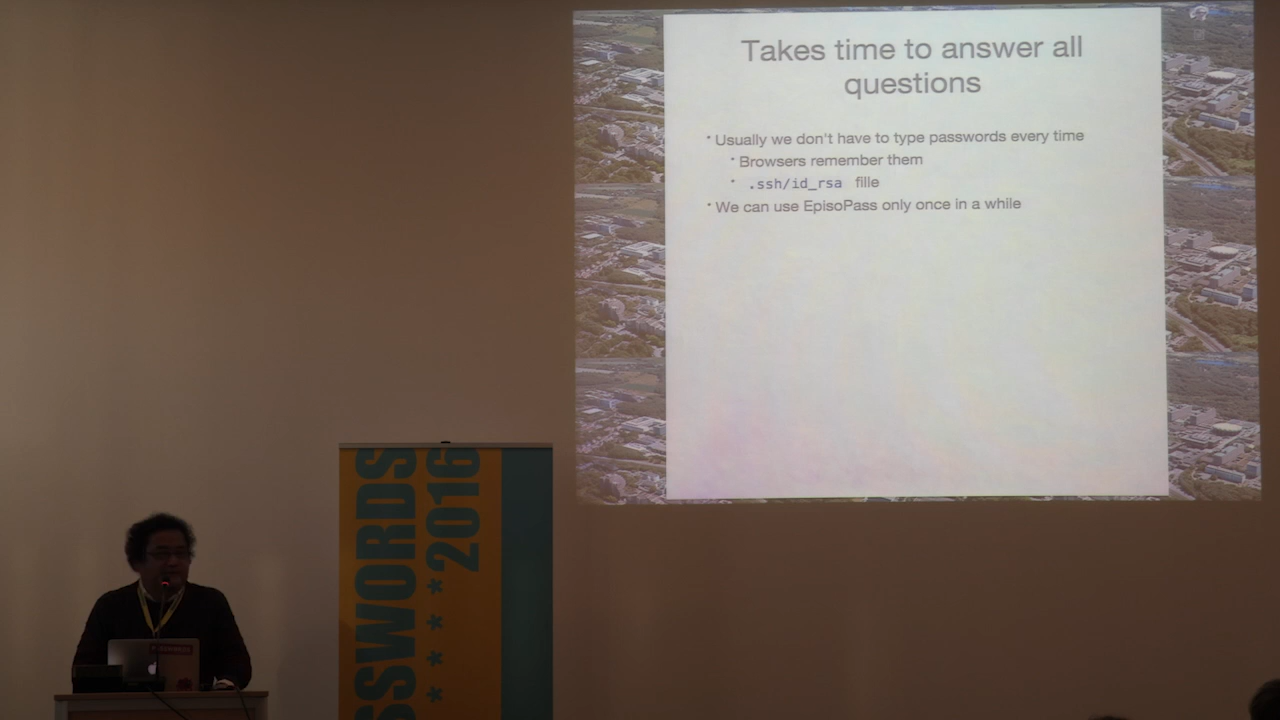 Takes time to answer all
questions
• Usually we don't have to type passwords every time
• Browsers remember them
• .ssh/id_rsa fille
• We can use EpisoPass only once in a while
SSWORDS
* * * *2016